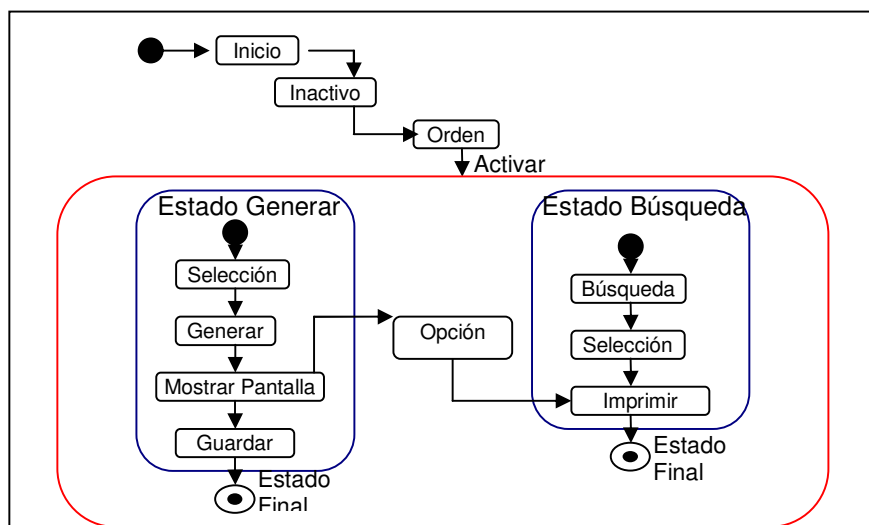 Inicio
Inactivo
Orden
Activar
Estado Generar
Selección
Generar
Mostrar Pantalla
Guardar
Estado
Final
Opción
Estado Búsqueda
Búsqueda
Selección
Imprimir
Estado
Final